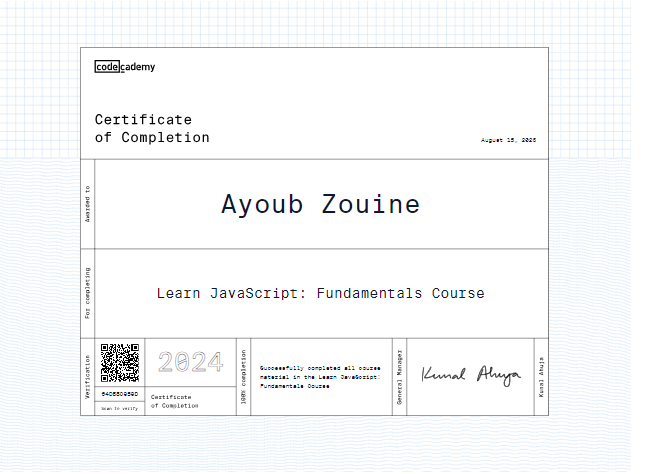 codecademy
Certificate
of Completion
August 15, 2025
Awarded to
Ayoub Zouine
For completing
Learn JavaScript: Fundamentals Course
Verification
Scan to verify
2024
Certificate
of Completion
100% completion
Successfully completed all course
material in the Learn JavaScript:
Fundamentals Course
General Manager
Kunal Ahuja
Kunal Ahuja